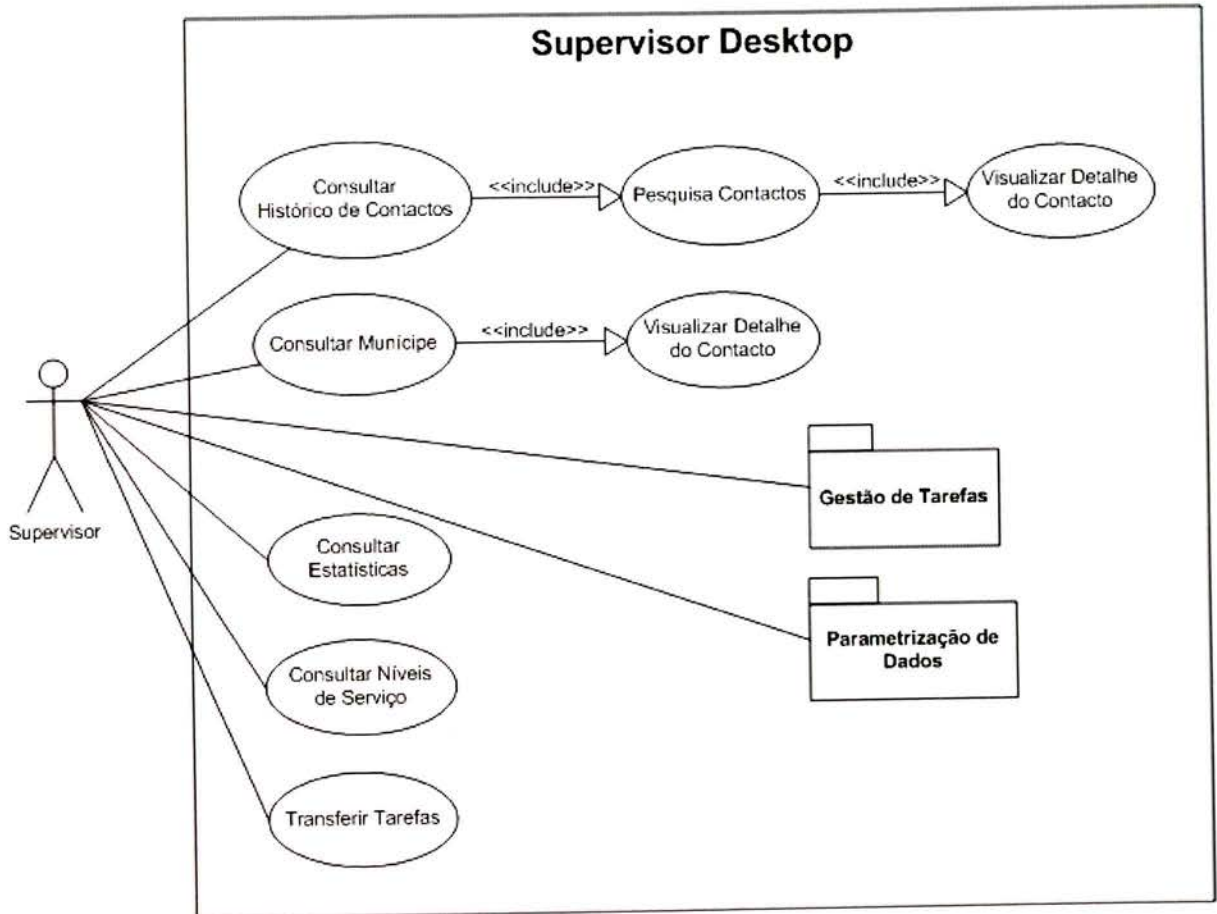 Supervisor Desktop
Consultar
Histórico de Contactos
<<include>>
Pesquisa Contactos
<<include>>
Visualizar Detalhe
do Contacto
Consultar Munícipe
<<include>>
Visualizar Detalhe
do Contacto
Gestão de Tarefas
Supervisor
Consultar
Estatísticas
Parametrização de
Dados
Consultar Níveis
de Serviço
Transferir Tarefas